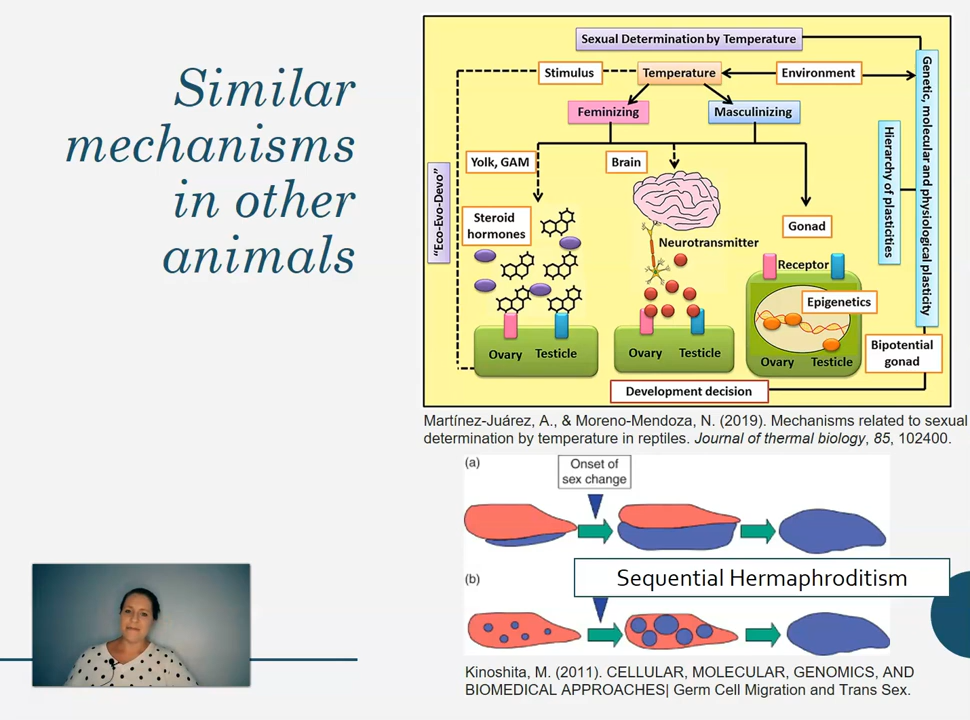 Similar
mechanisms
in other
animals
Sexual Determination by Temperature
Stimulus
Temperature
Environment
Feminizing
Masculinizing
Yolk, GAM
Brain
"Eco-Evo-Devo"
Steroid
hormones
Neurotransmitter
Gonad
Receptor
Epigenetics
Hierarchy of plasticities
Genetic, molecular and physiological plasticity
Ovary Testicle
Ovary Testicle
Ovary Testicle
Bipotential
gonad
Development decision
Martínez-Juárez, A., & Moreno-Mendoza, N. (2019). Mechanisms related to sexual
determination by temperature in reptiles. Journal of thermal biology, 85, 102400.
(a)
Onset of
sex change
(b)
Sequential Hermaphroditism
Kinoshita, M. (2011). CELLULAR, MOLECULAR, GENOMICS, AND
BIOMEDICAL APPROACHES| Germ Cell Migration and Trans Sex.